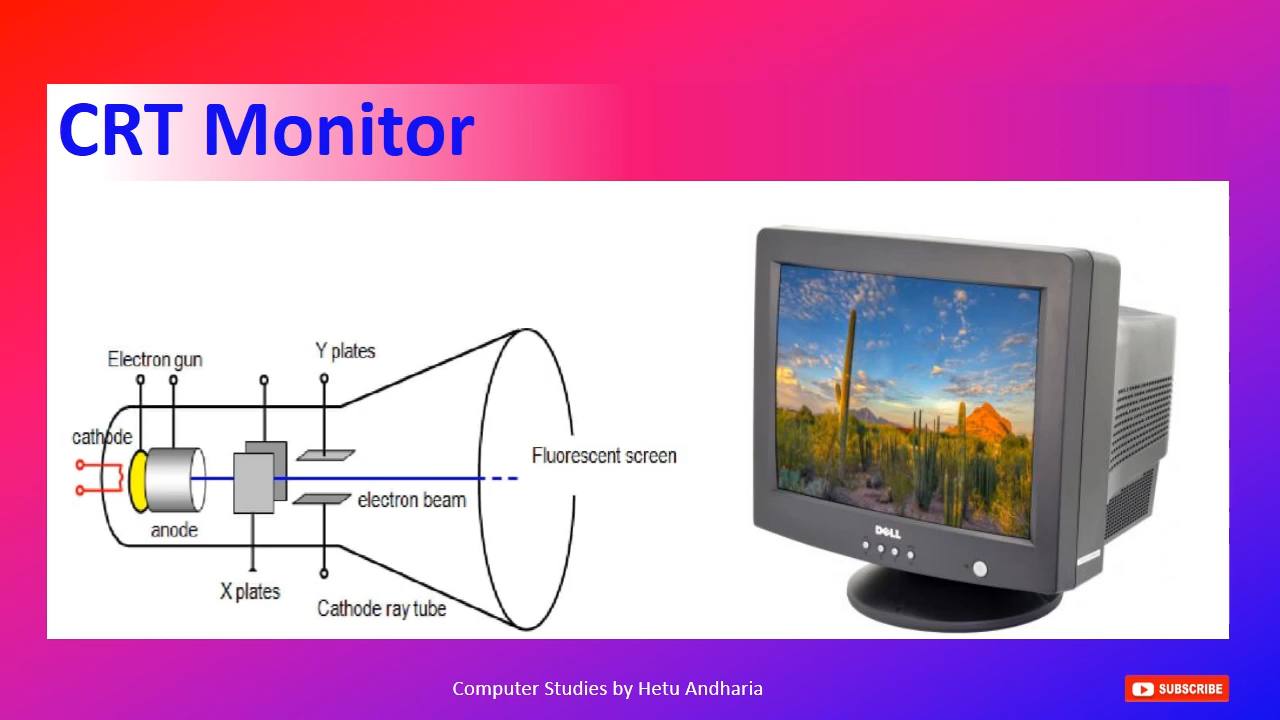 CRT Monitor
Electron gun
Y plates
cathode
Fluorescent screen
electron beam
anode
X plates
Cathode ray tube
DELL
Computer Studies by Hetu Andharia
SUBSCRIBE